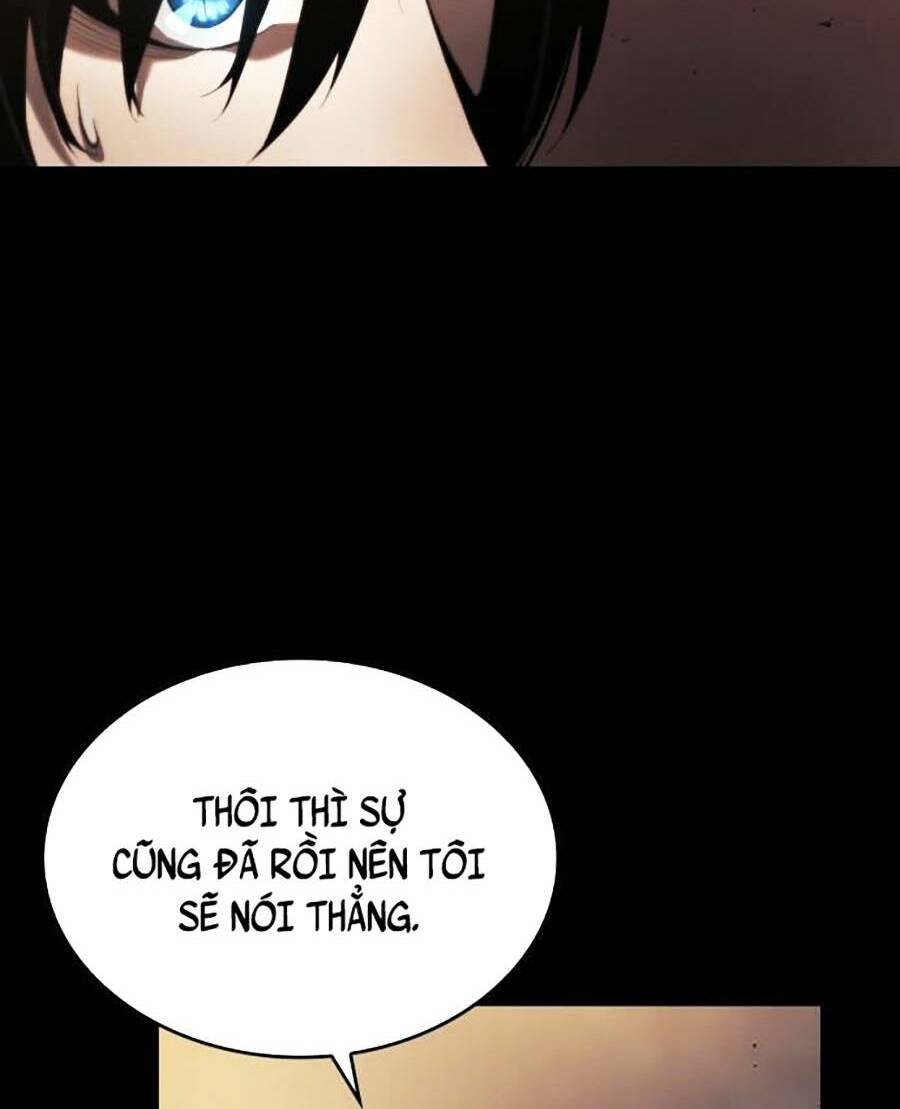 THÔI THÌ SỰ
CŨNG ĐÃ RỒI NÊN TÔI
SẼ NÓI THẲNG.